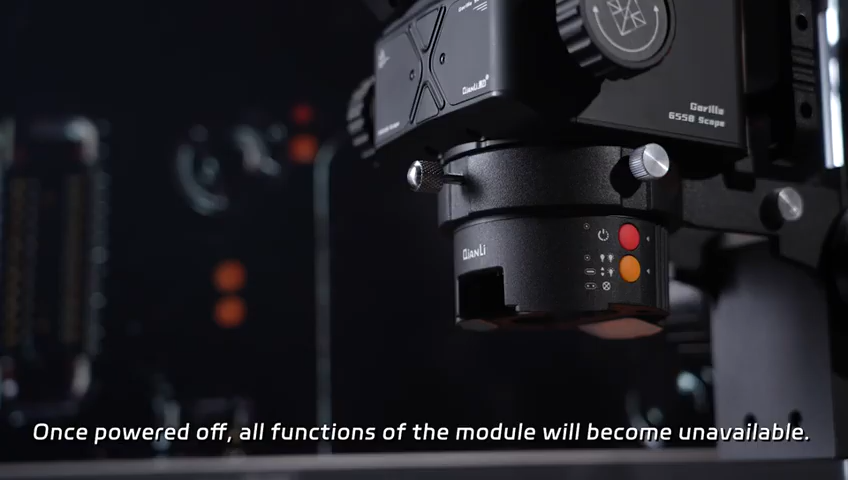 QIANLI
Gorilla
6558 Scope
QIANLI
Once powered off, all functions of the module will become unavailable.